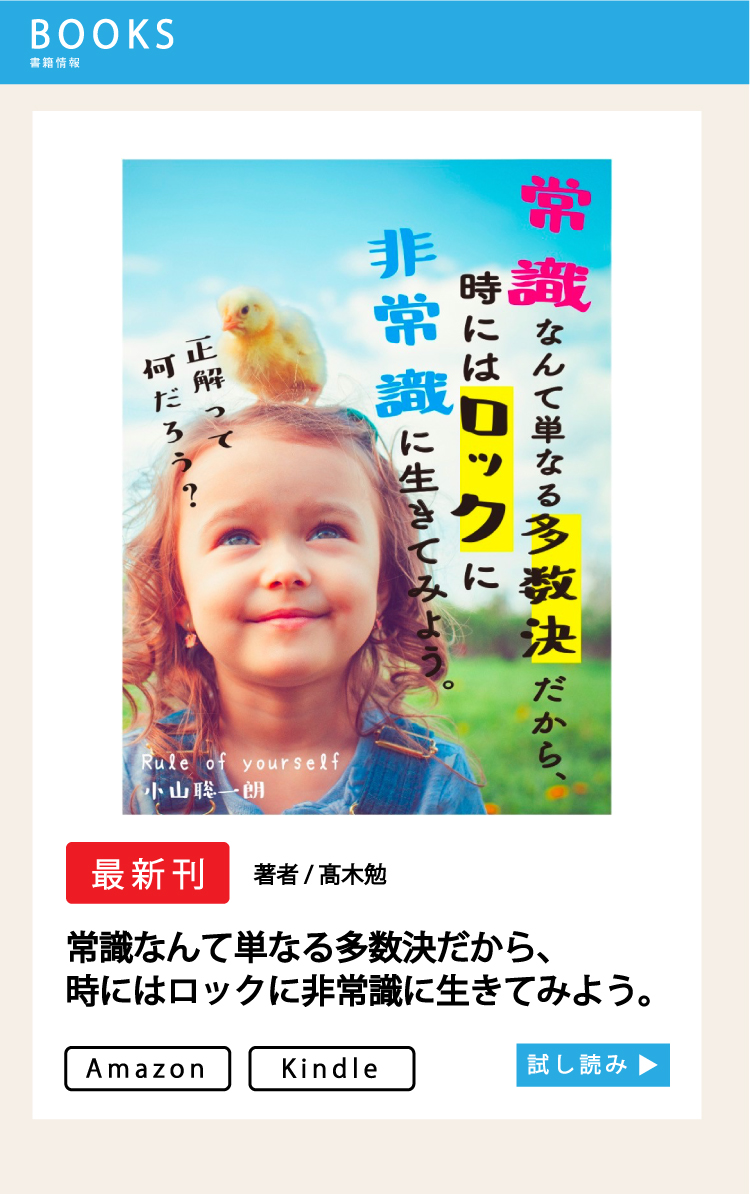 BOOKS
書籍情報
常識なんて単なる多数決だから、
時にはロックに
非常識に生きてみよう。
正解って
何だろう?
Rule of yourself
小山聡一朗
最新刊
著者 / 髙木勉
常識なんて単なる多数決だから、
時にはロックに非常識に生きてみよう。
Amazon
Kindle
試し読み ▶